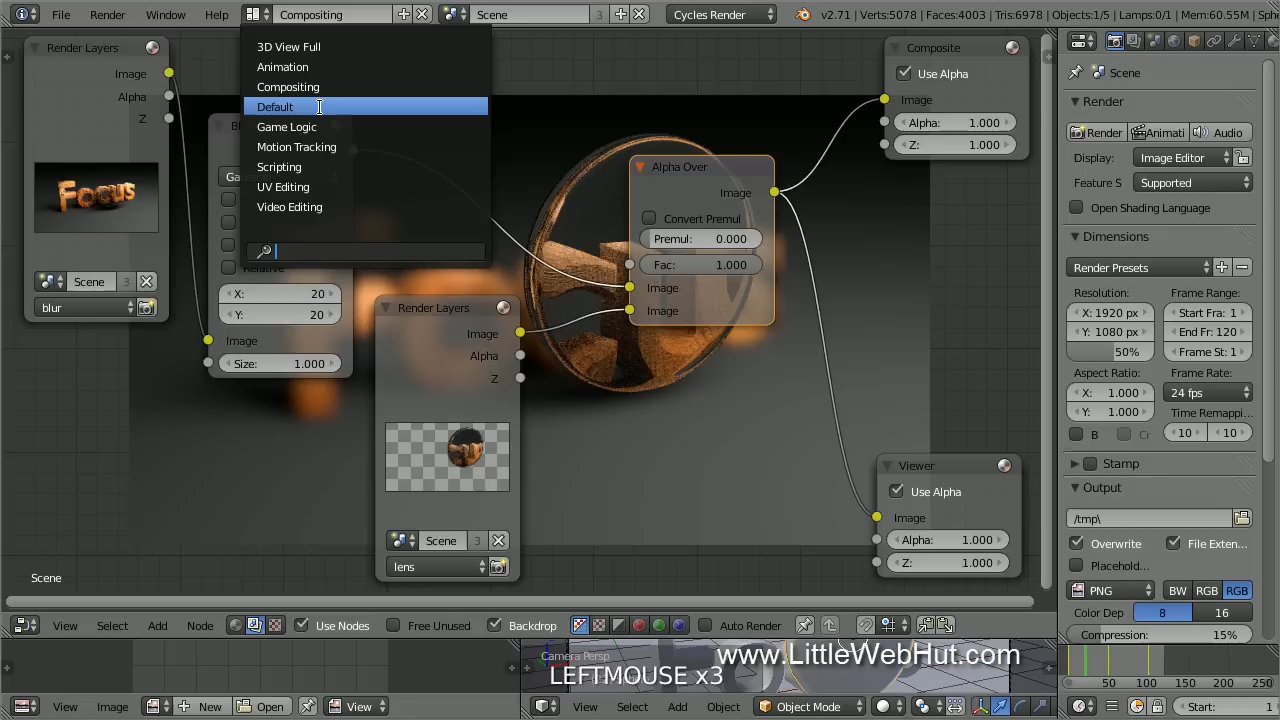 File Render Window Help Compositing Scene 3 Cycles Render v2.71 | Verts:5078 | Faces:4003 | Tris:6978 | Objects:1/5 | Lamps:0/1 | Mem:60.55M
3D View Full
Animation
Compositing
Default
Game Logic
Motion Tracking
Scripting
UV Editing
Video Editing
Render Layers
Image
Alpha
Z
Scene 3
blur
X: 20
Y: 20
Image
Size: 1.000
Render Layers
Image
Alpha
Z
Scene 3
lens
Alpha Over
Image
Convert Premul
Premul: 0.000
Fac: 1.000
Image
Image
Composite
Use Alpha
Image
Alpha: 1.000
Z: 1.000
Viewer
Use Alpha
Image
Alpha: 1.000
Z: 1.000
Scene
View Select Add Node Use Nodes Free Unused Backdrop Auto Render
Scene
Render
Render Animati Audio
Display: Image Editor
Feature S Supported
Open Shading Language
Dimensions
Render Presets
Resolution: Frame Range:
X: 1920 px Start Fra: 1
Y: 1080 px End Fr: 120
50% Frame St: 1
Aspect Ratio: Frame Rate:
X: 1.000 24 fps
Y: 1.000 Time Remappi...
B Cr 10 10
Stamp
Output
/tmp\
Overwrite File Exten...
Placehold...
PNG BW RGB RGB
Color Dep 8 16
Compression: 15%
Camera Persp
www.LittleWebHut.com
LEFTMOUSE x3
50 100 150 200 250
View Image New Open View
View Select Add Object Object Mode
Start: 1